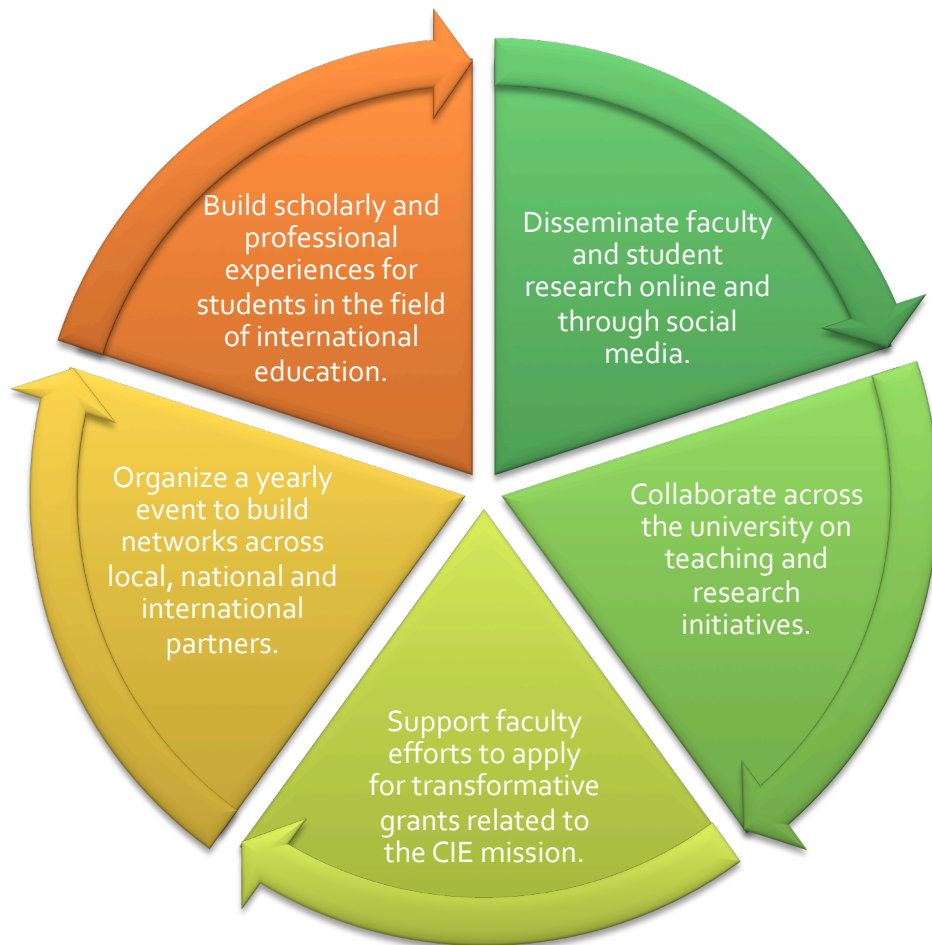 Build scholarly and
professional
experiences for
students in the field
of international
education.
Disseminate faculty
and student
research online and
through social
media.
Collaborate across
the university on
teaching and
research
initiatives.
Support faculty
efforts to apply
for transformative
grants related to
the CIE mission.
Organize a yearly
event to build
networks across
local, national and
international
partners.